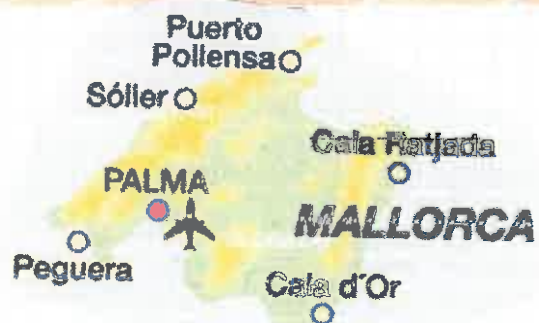 Puerto
Pollensa
Sóller
Cala Ratjada
PALMA
MALLORCA
Peguera
Cala d´Or